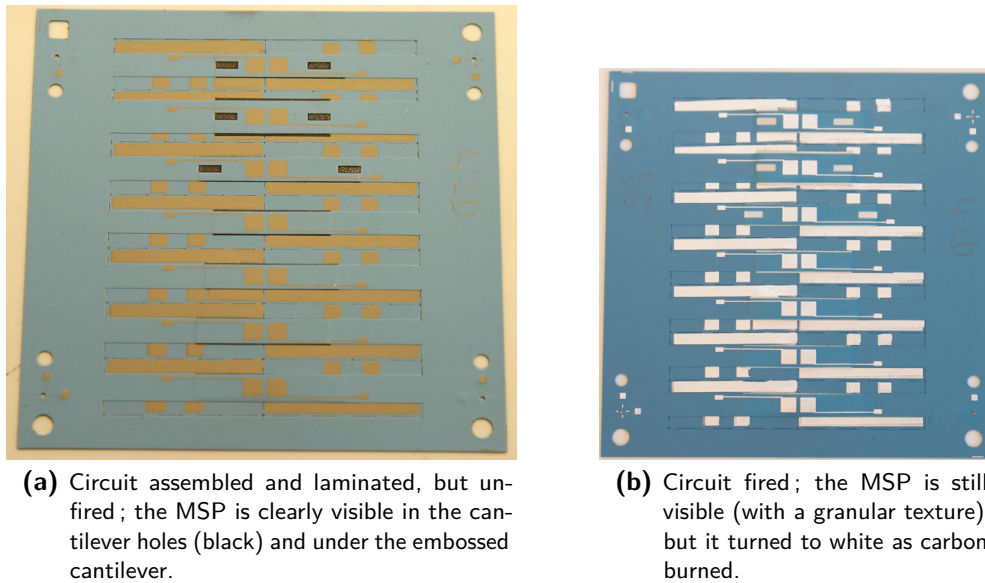 (a) Circuit assembled and laminated, but un-
fired ; the MSP is clearly visible in the can-
tilever holes (black) and under the embossed
cantilever.
(b) Circuit fired ; the MSP is still
visible (with a granular texture)
but it turned to white as carbon
burned.